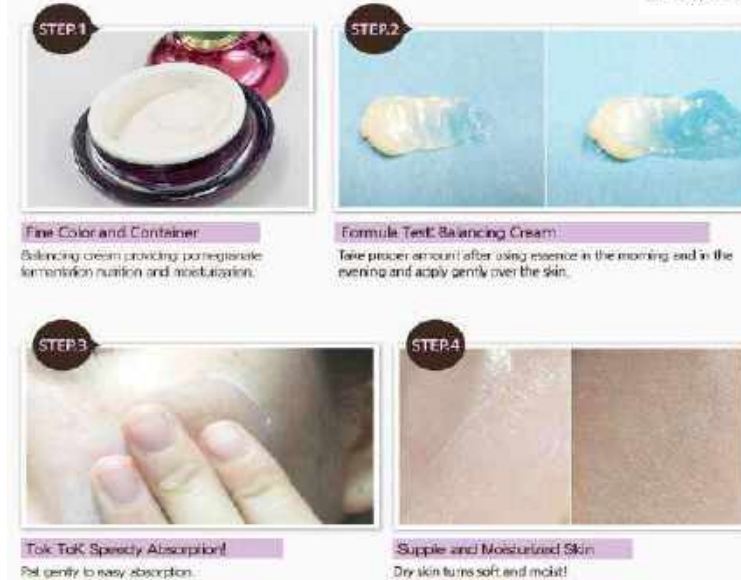 STEP.1
STEP.2
Fine Color and Container
Balancing cream providing pomegranate
fermentation nutrition and moisturization.
Formula Test: Balancing Cream
Take proper amount after using essence in the morning and in the
evening and apply gently over the skin.
STEP.3
STEP.4
Tok Tok Speedy Absorption!
Pat gently to easy absorption.
Supple and Moisturized Skin
Dry skin turns soft and moist!